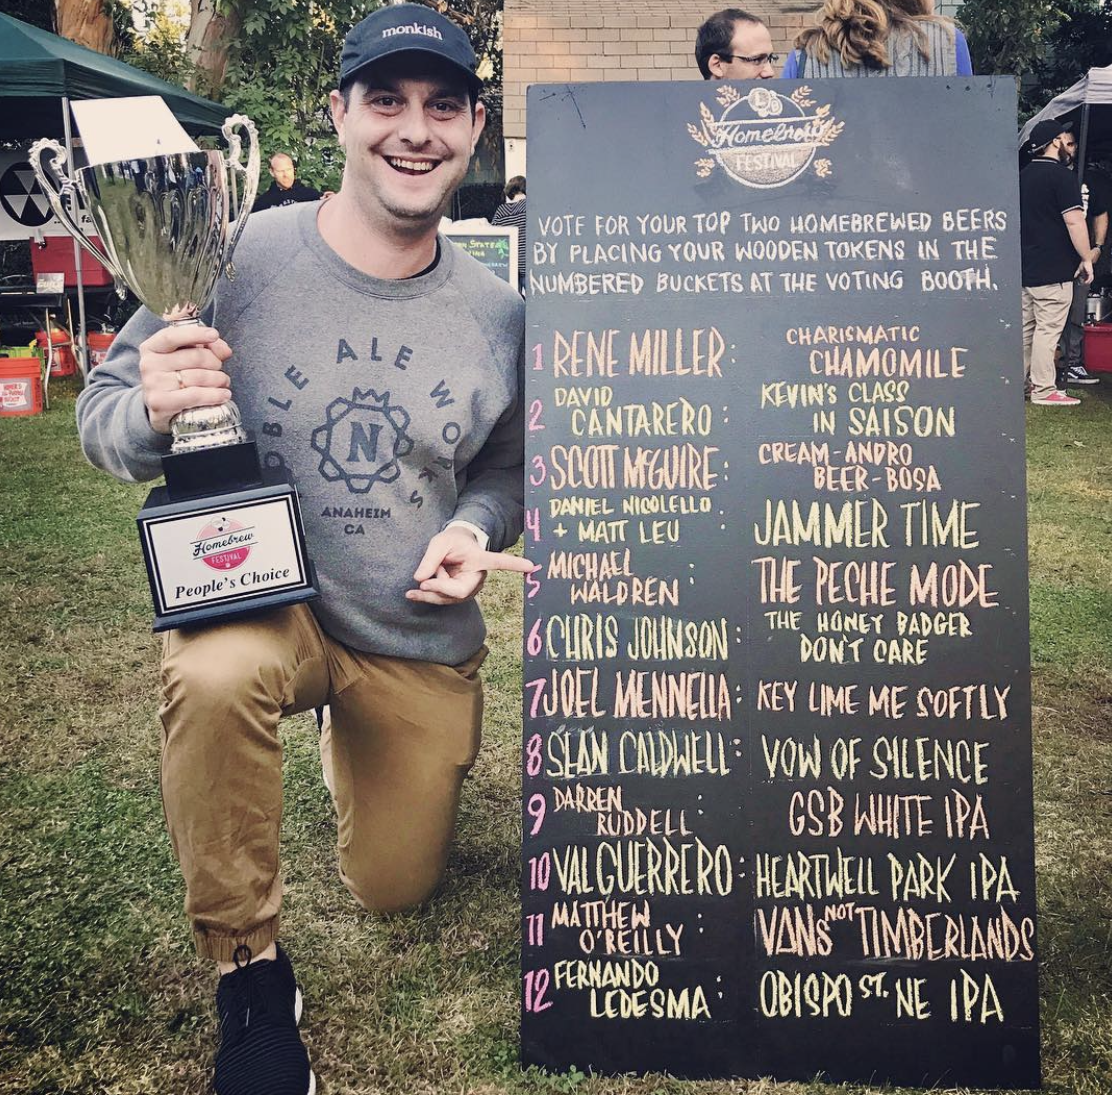 monkish
NOBLE ALE WORKS
N
ANAHEIM
CA
Homebrew
FESTIVAL
People's Choice
LB
Homebrew
FESTIVAL
VOTE FOR YOUR TOP TWO HOMEBREWED BEERS
BY PLACING YOUR WOODEN TOKENS IN THE
NUMBERED BUCKETS AT THE VOTING BOOTH.
1 RENE MILLER: CHARISMATIC
CHAMOMILE
2 DAVID
CANTARERO: KEVIN'S CLASS
IN SAISON
3 SCOTT McGUIRE: CREAM-ANDRO
BEER-BOSA
4 DANIEL NICOLELLO
+ MATT LEU : JAMMER TIME
5 MICHAEL
WALDREN : THE PECHE MODE
6 CHRIS JOHNSON: THE HONEY BADGER
DON'T CARE
7 JOEL MENNELLA: KEY LIME ME SOFTLY
8 SEAN CALDWELL: VOW OF SILENCE
9 DARREN
RUDDELL : GSB WHITE IPA
10 VAL GUERRERO: HEARTWELL PARK IPA
11 MATTHEW
O'REILLY : VANS NOT TIMBERLANDS
12 FERNANDO
LEDESMA : OBISPO ST. NE IPA